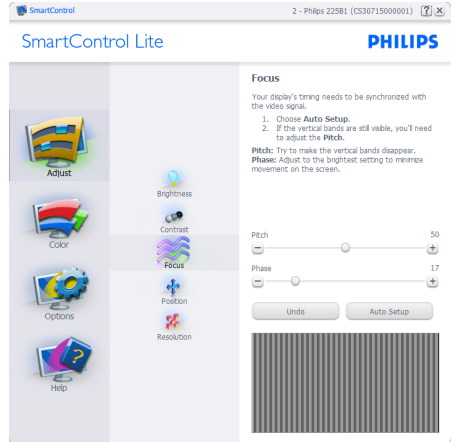 SmartControl
2 - Philips 225B1 (CS30715000001)
? X
SmartControl Lite
PHILIPS
Adjust
Color
Options
Help
Brightness
Contrast
Focus
Position
Resolution
Focus
Your display's timing needs to be synchronized with
the video signal.
1. Choose Auto Setup.
2. If the vertical bands are still visible, you'll need
to adjust the Pitch.
Pitch: Try to make the vertical bands disappear.
Phase: Adjust to the brightest setting to minimize
movement on the screen.
Pitch 50
Phase 17
Undo Auto Setup